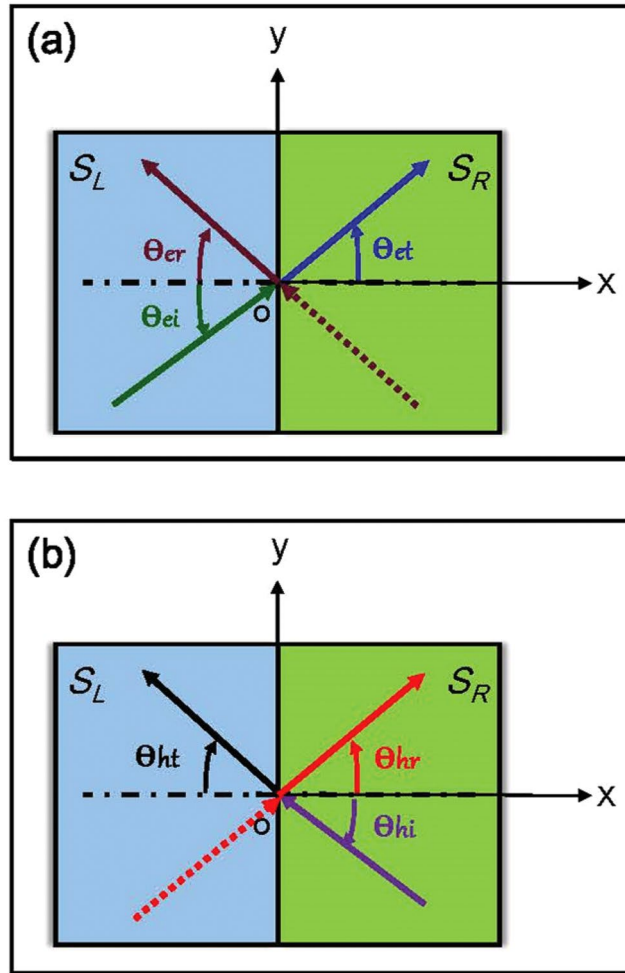 (a)
y
S_L
S_R
Θer
Θet
x
Θei
o
(b)
y
S_L
S_R
Θht
Θhr
x
o
Θhi